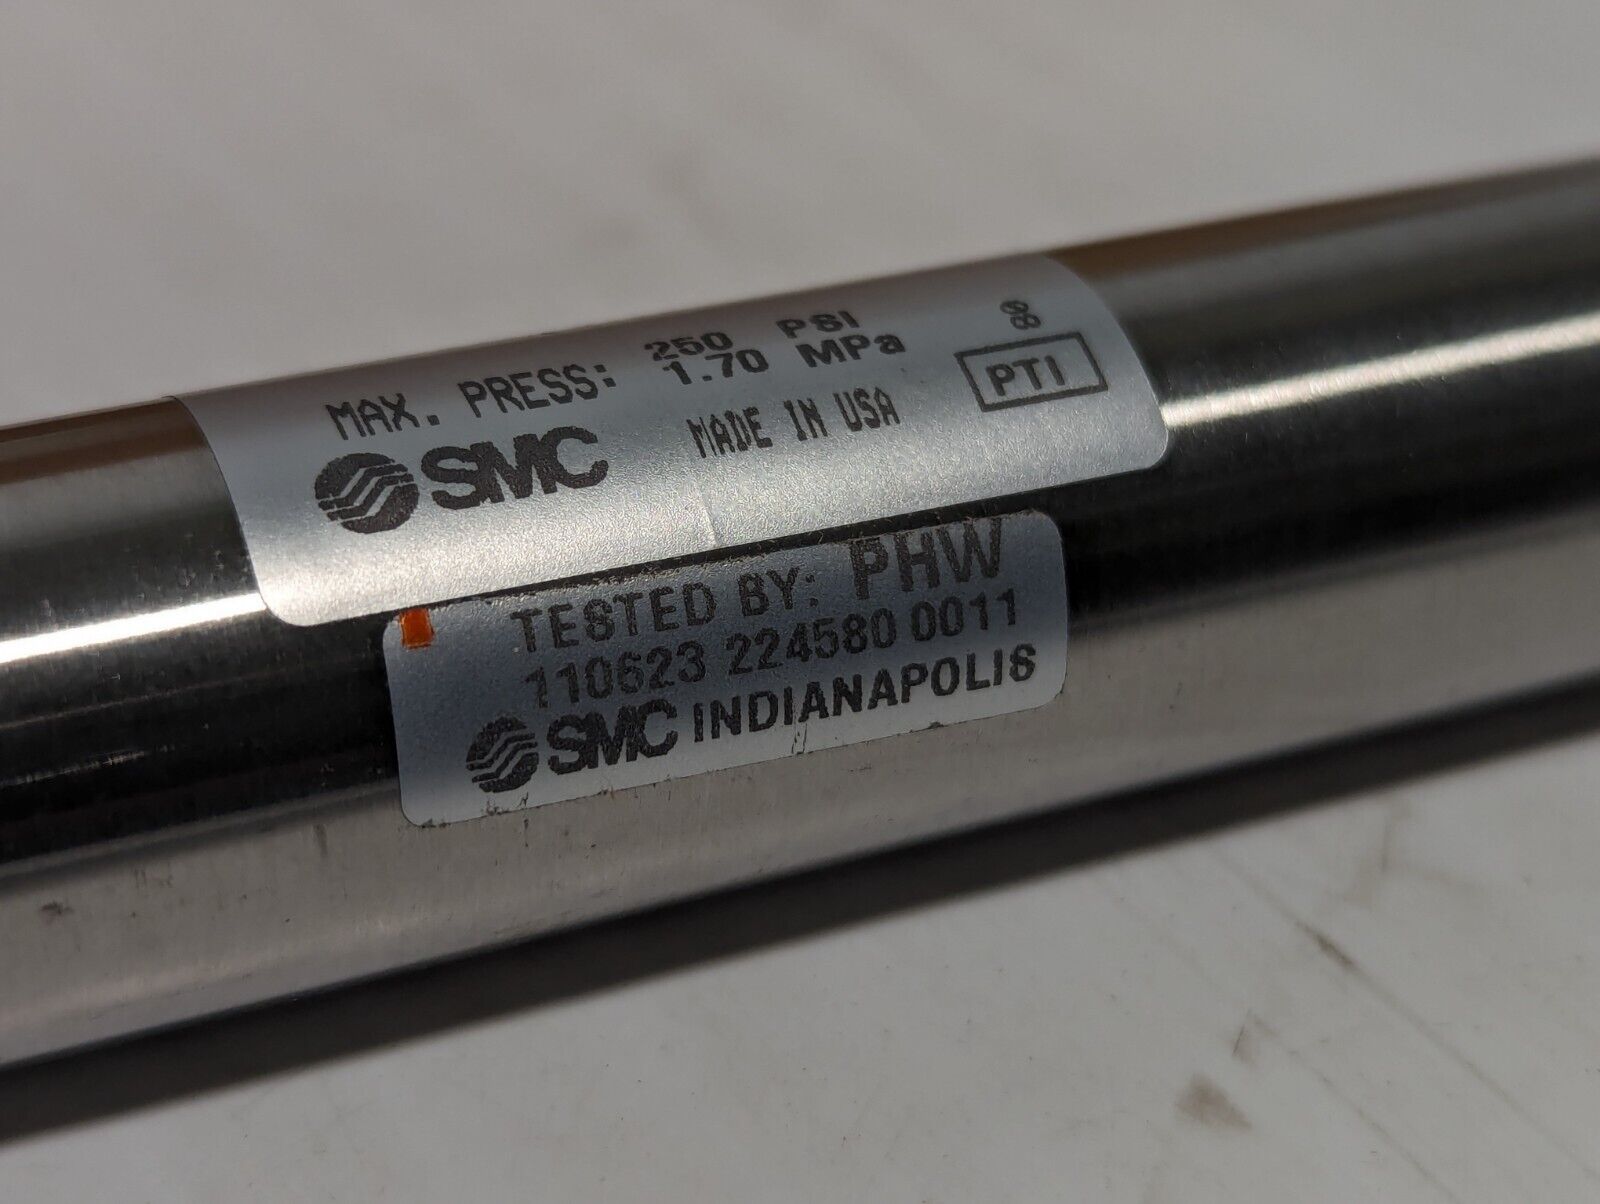 MAX. PRESS: 250 PSI
1.70 MPa
SMC MADE IN USA PTI
TESTED BY: PHW
110623 224580 0011
SMC INDIANAPOLIS